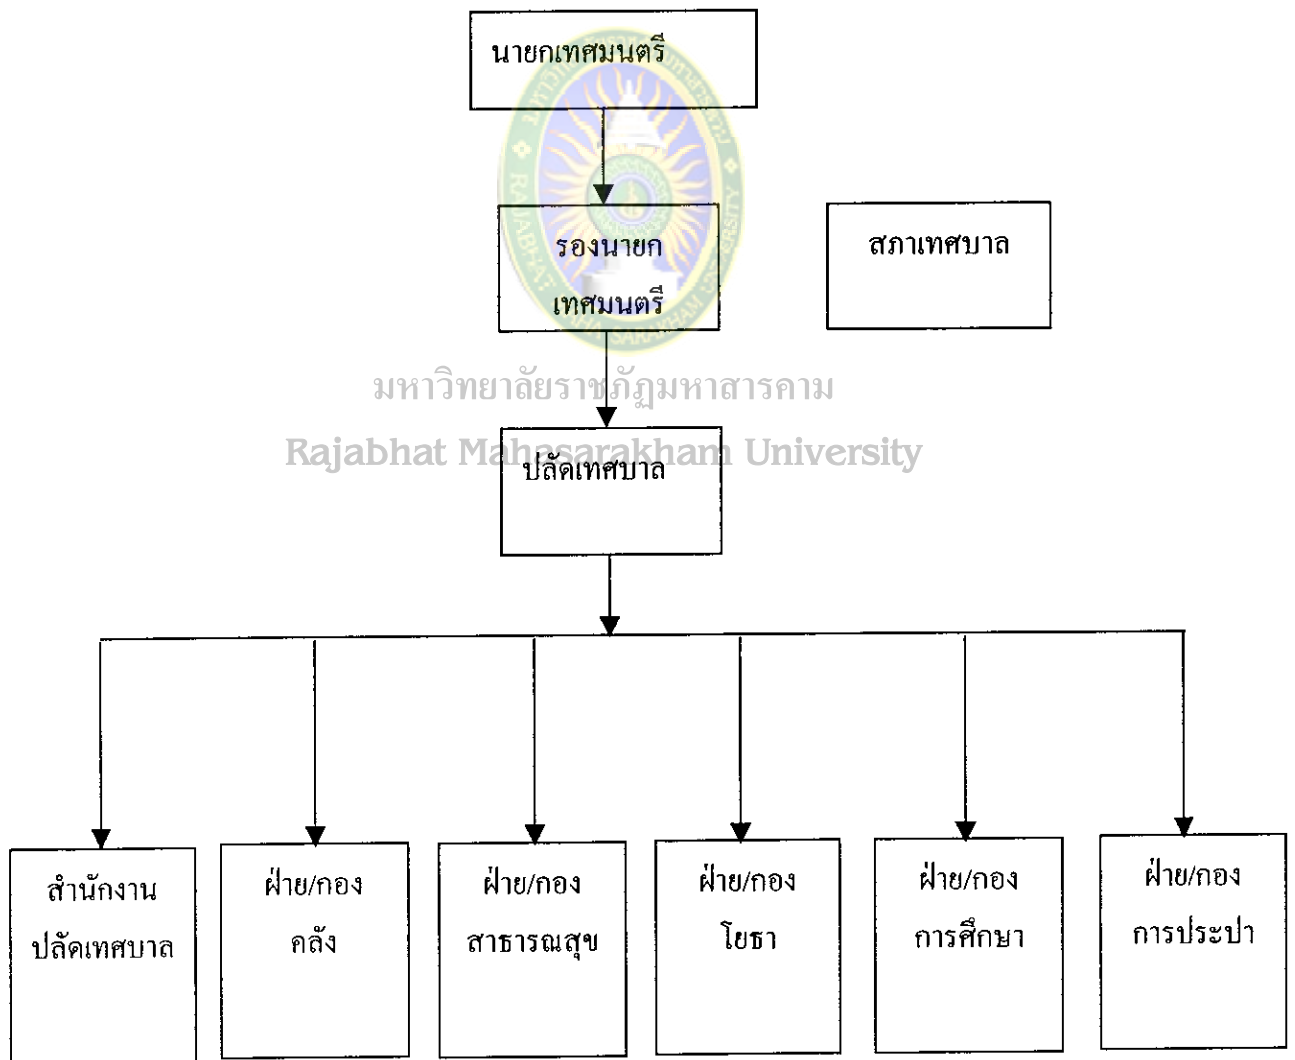 นายกเทศมนตรี
รองนายก
เทศมนตรี
สภาเทศบาล
มหาวิทยาลัยราชภัฏมหาสารคาม
Rajabhat Mahasarakham University
ปลัดเทศบาล
สำนักงาน
ปลัดเทศบาล
ฝ่าย/กอง
คลัง
ฝ่าย/กอง
สาธารณสุข
ฝ่าย/กอง
โยธา
ฝ่าย/กอง
การศึกษา
ฝ่าย/กอง
การประปา